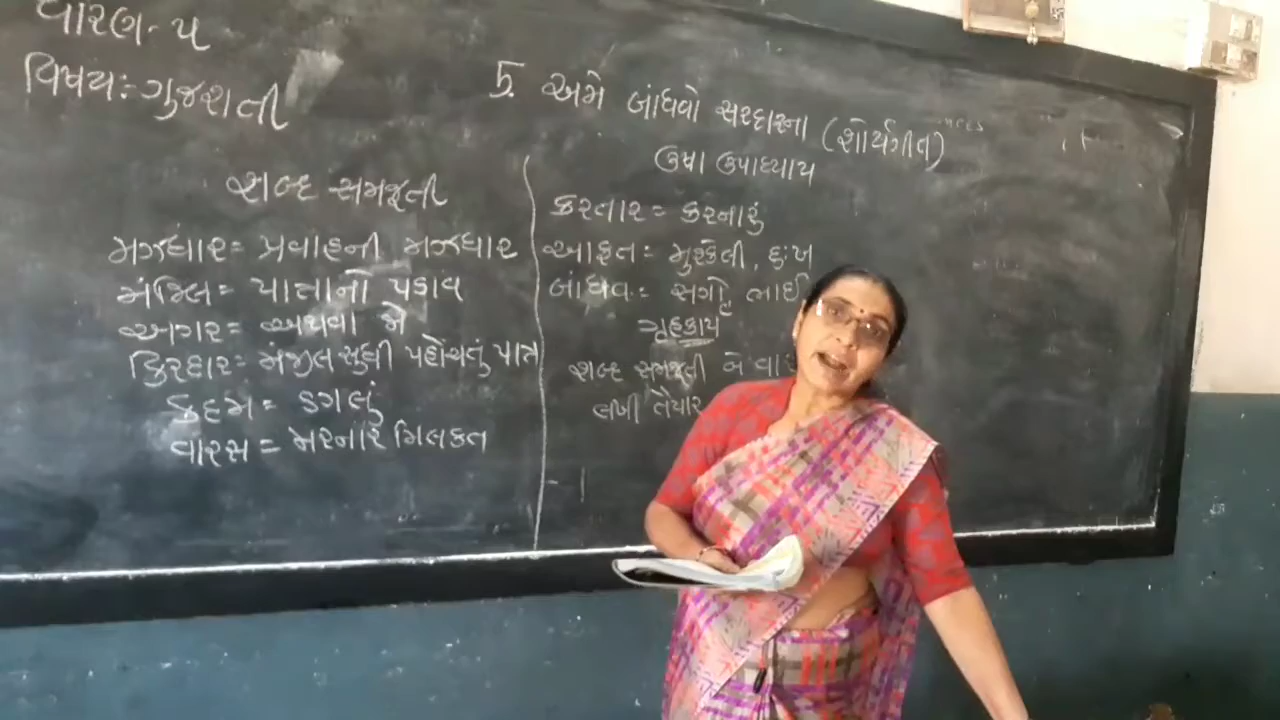 ધોરણ- ૫
વિષય:- ગુજરાતી
5. અમે બાંધવો સરદારના (શોર્યગીત)
ઉષા ઉપાધ્યાય
શબ્દ સમજૂતી
મઝધાર = પ્રવાહની મઝધાર
મંઝિલ = યાત્રાનો પડાવ
અગર = અથવા જો
કિરદાર = મંજીલ સુધી પહોંચતું પાત્ર
કદમ = ડગલું
વારસ = મરનાર મિલકત
કરતાર = કરનારું
આફત = મુશ્કેલી, દુઃખ
બાંધવ = સગો ભાઈ
ગૃહકાર્ય
શબ્દ સમજૂતી બે
લખી તૈયાર